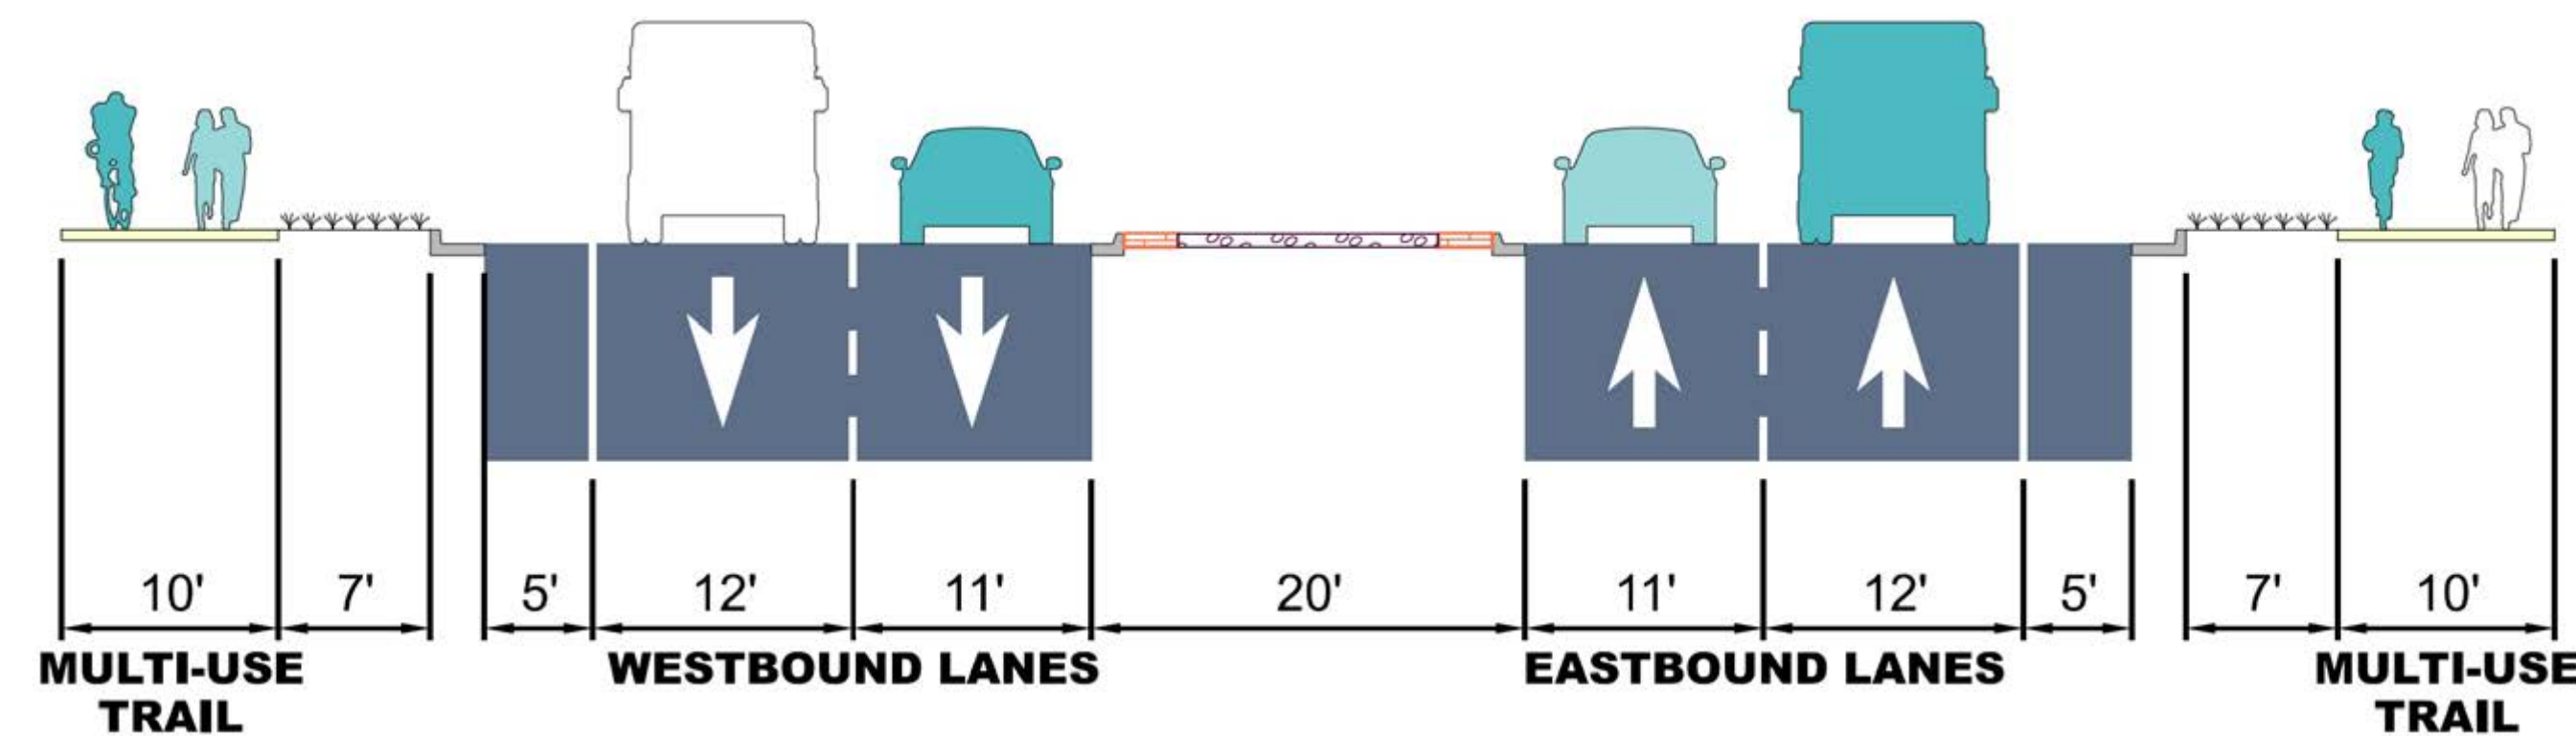 10' 7' 5' 12' 11' 20' 11' 12' 5' 7' 10'
MULTI-USE WESTBOUND LANES EASTBOUND LANES MULTI-USE
TRAIL TRAIL